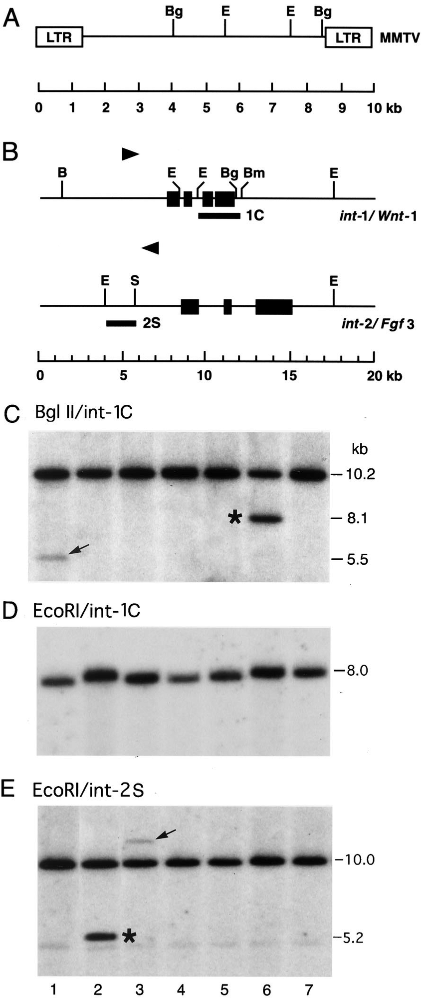 A
Bg E E Bg
LTR LTR MMTV
0 1 2 3 4 5 6 7 8 9 10 kb
B
B E E Bg Bm E
1C int-1/ Wnt-1
E S E
2S int-2/ Fgf 3
0 5 10 15 20 kb
C Bgl II/int-1C
kb
10.2
* 8.1
5.5
D EcoRI/int-1C
8.0
E EcoRI/int-2S
10.0
* 5.2
1 2 3 4 5 6 7